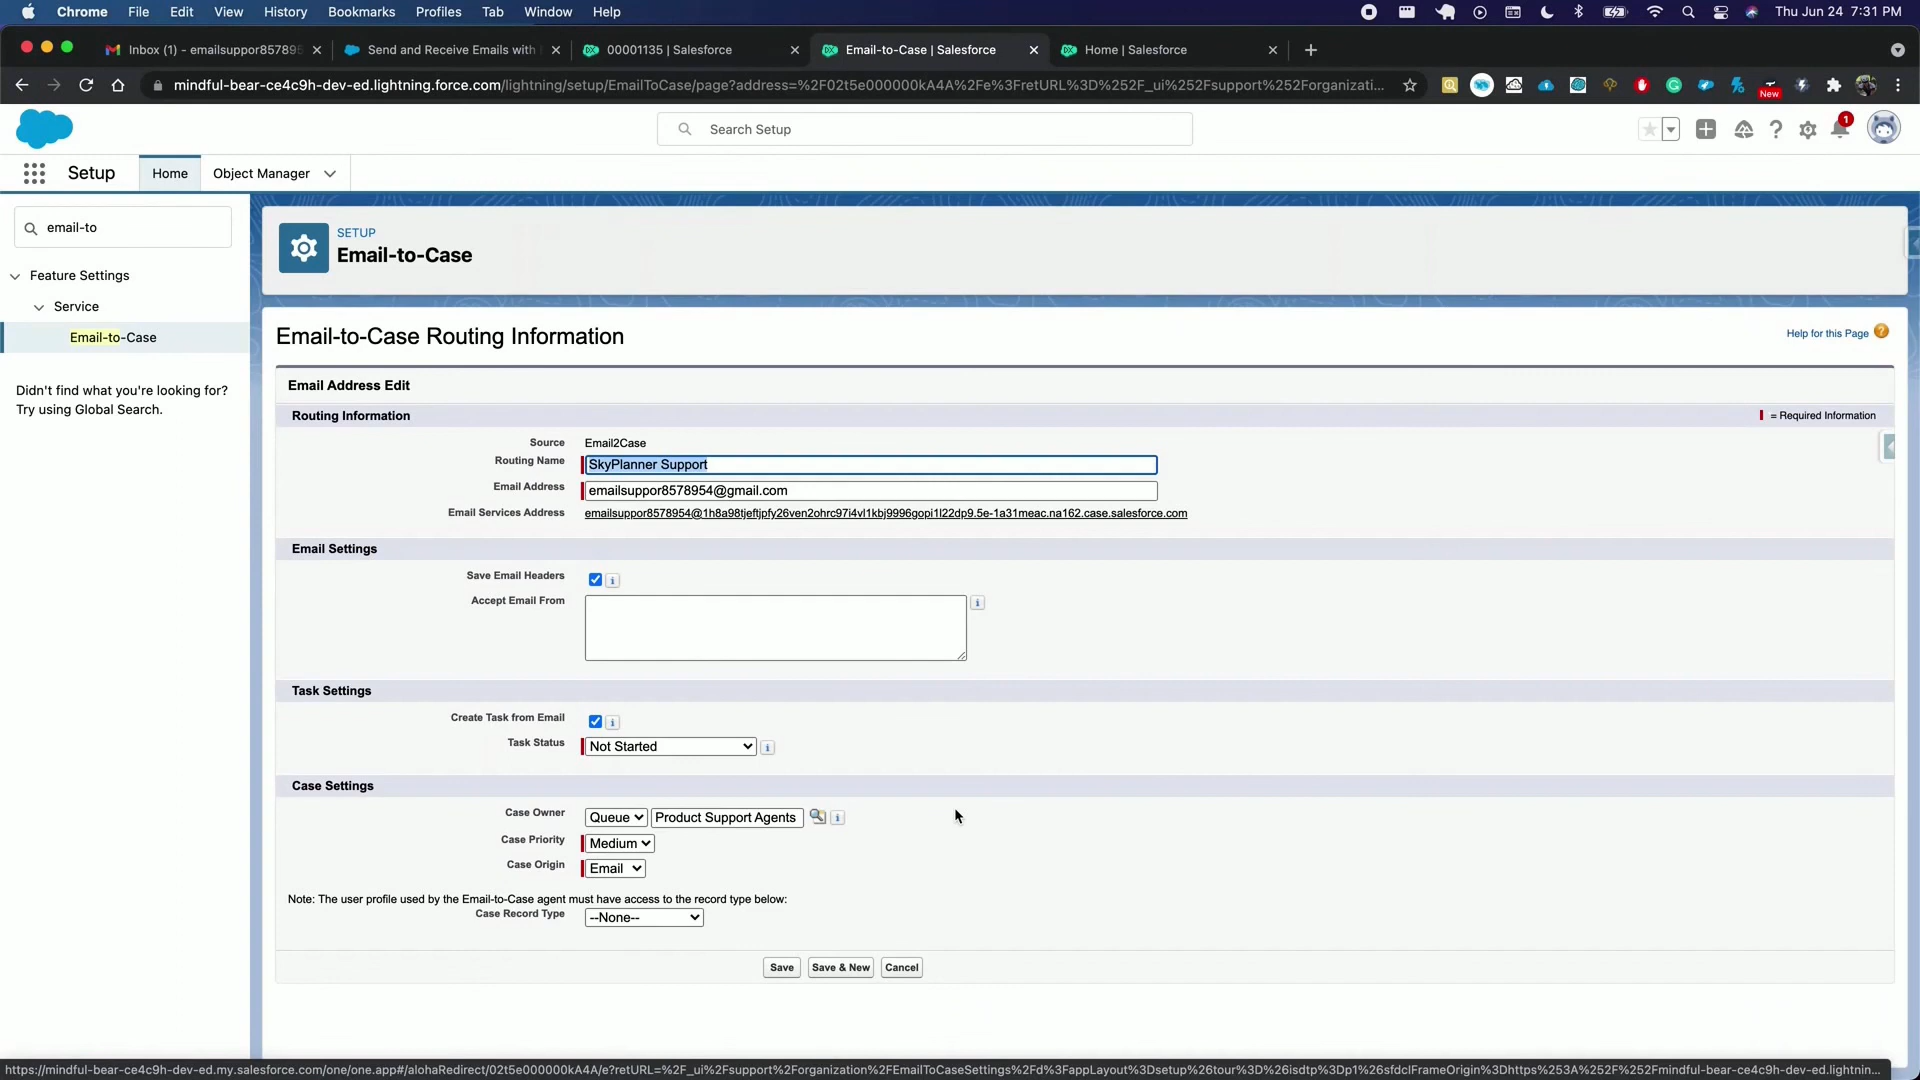 Chrome File Edit View History Bookmarks Profiles Tab Window Help Thu Jun 24 7:31 PM
Inbox (1) - emailsuppor857895 Send and Receive Emails with 00001135 | Salesforce Email-to-Case | Salesforce Home | Salesforce
mindful-bear-ce4c9h-dev-ed.lightning.force.com/lightning/setup/EmailToCase/page?address=%2F02t5e000000kA4A%2Fe%3FretURL%3D%252F_ui%252Fsupport%252Forganizati...
New
Search Setup
1
Setup Home Object Manager
email-to
Feature Settings
Service
Email-to-Case
Didn't find what you're looking for?
Try using Global Search.
SETUP
Email-to-Case
Email-to-Case Routing Information
Help for this Page
Email Address Edit
Routing Information
= Required Information
Source Email2Case
Routing Name SkyPlanner Support
Email Address emailsuppor8578954@gmail.com
Email Services Address emailsuppor8578954@1h8a98tjeftjpfy26ven2ohrc97i4vl1kbj9996gopi1l22dp9.5e-1a31meac.na162.case.salesforce.com
Email Settings
Save Email Headers
Accept Email From
Task Settings
Create Task from Email
Task Status Not Started
Case Settings
Case Owner Queue Product Support Agents
Case Priority Medium
Case Origin Email
Note: The user profile used by the Email-to-Case agent must have access to the record type below:
Case Record Type --None--
Save Save & New Cancel
https://mindful-bear-ce4c9h-dev-ed.my.salesforce.com/one/one.app#/alohaRedirect/02t5e000000kA4A/e?retURL=%2F_ui%2Fsupport%2Forganization%2FEmailToCaseSettings%2Fd%3FappLayout%3Dsetup%26tour%3D%26isdtp%3Dp1%26sfdcIFrameOrigin%3Dhttps%253A%252F%252Fmindful-bear-ce4c9h-dev-ed.lightnin...